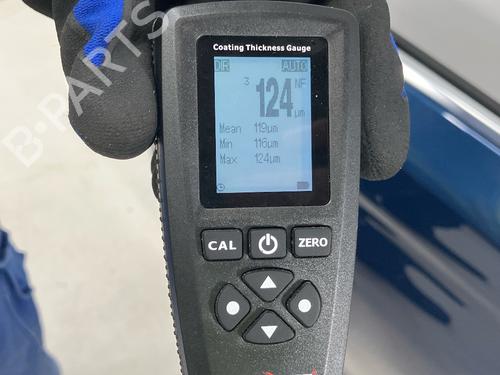 Coating Thickness Gauge
DIR AUTO
3 124 NF
µm
Mean 119µm
Min 116µm
Max 124µm
CAL ZERO
B-PARTS